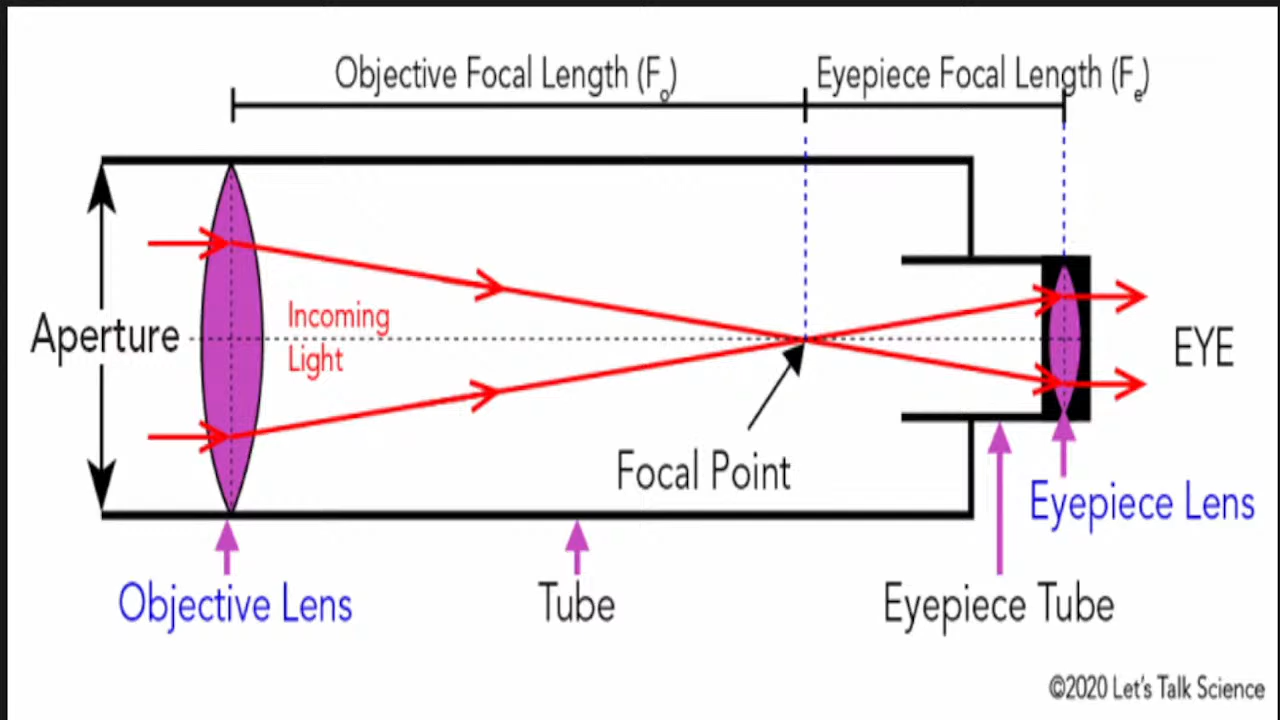 Objective Focal Length (Fo)
Eyepiece Focal Length (Fe)
Aperture
Incoming
Light
EYE
Focal Point
Eyepiece Lens
Objective Lens
Tube
Eyepiece Tube
©2020 Let's Talk Science